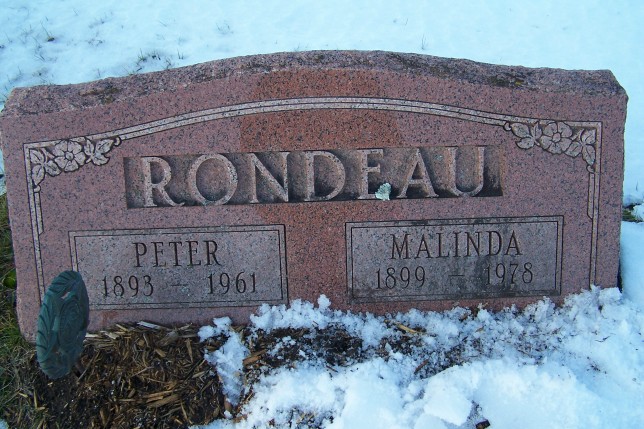 RONDEAU
PETER
1893 — 1961
MALINDA
1899 — 1978